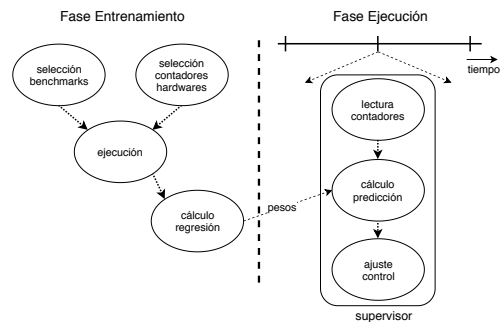 Fase Entrenamiento
Fase Ejecución
selección
benchmarks
selección
contadores
hardwares
tiempo
lectura
contadores
ejecución
cálculo
predicción
pesos
cálculo
regresión
ajuste
control
supervisor